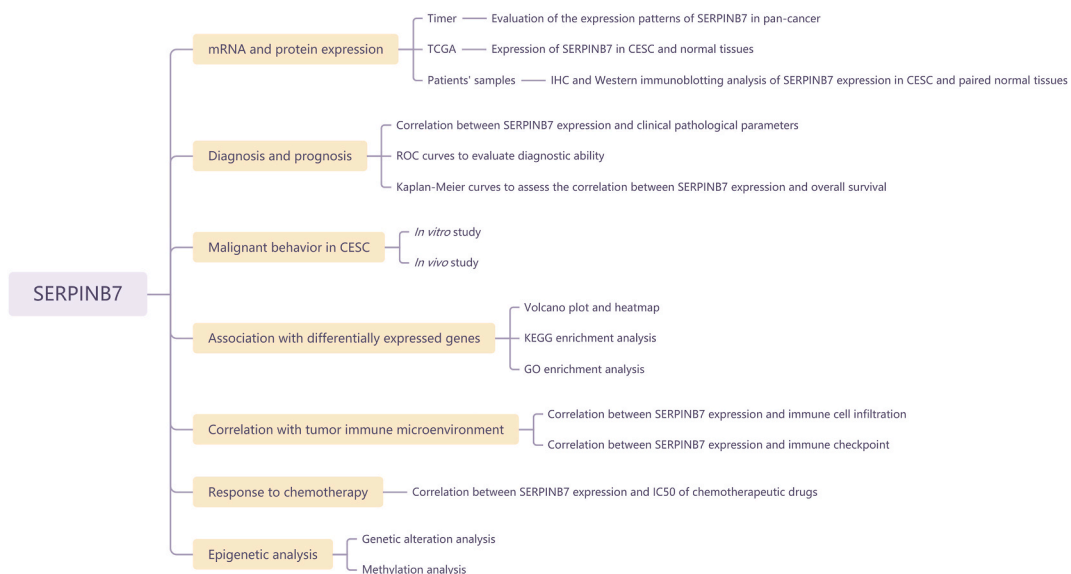 SERPINB7
mRNA and protein expression
Timer
Evaluation of the expression patterns of SERPINB7 in pan-cancer
TCGA
Expression of SERPINB7 in CESC and normal tissues
Patients' samples
IHC and Western immunoblotting analysis of SERPINB7 expression in CESC and paired normal tissues
Diagnosis and prognosis
Correlation between SERPINB7 expression and clinical pathological parameters
ROC curves to evaluate diagnostic ability
Kaplan-Meier curves to assess the correlation between SERPINB7 expression and overall survival
Malignant behavior in CESC
In vitro study
In vivo study
Association with differentially expressed genes
Volcano plot and heatmap
KEGG enrichment analysis
GO enrichment analysis
Correlation with tumor immune microenvironment
Correlation between SERPINB7 expression and immune cell infiltration
Correlation between SERPINB7 expression and immune checkpoint
Response to chemotherapy
Correlation between SERPINB7 expression and IC50 of chemotherapeutic drugs
Epigenetic analysis
Genetic alteration analysis
Methylation analysis